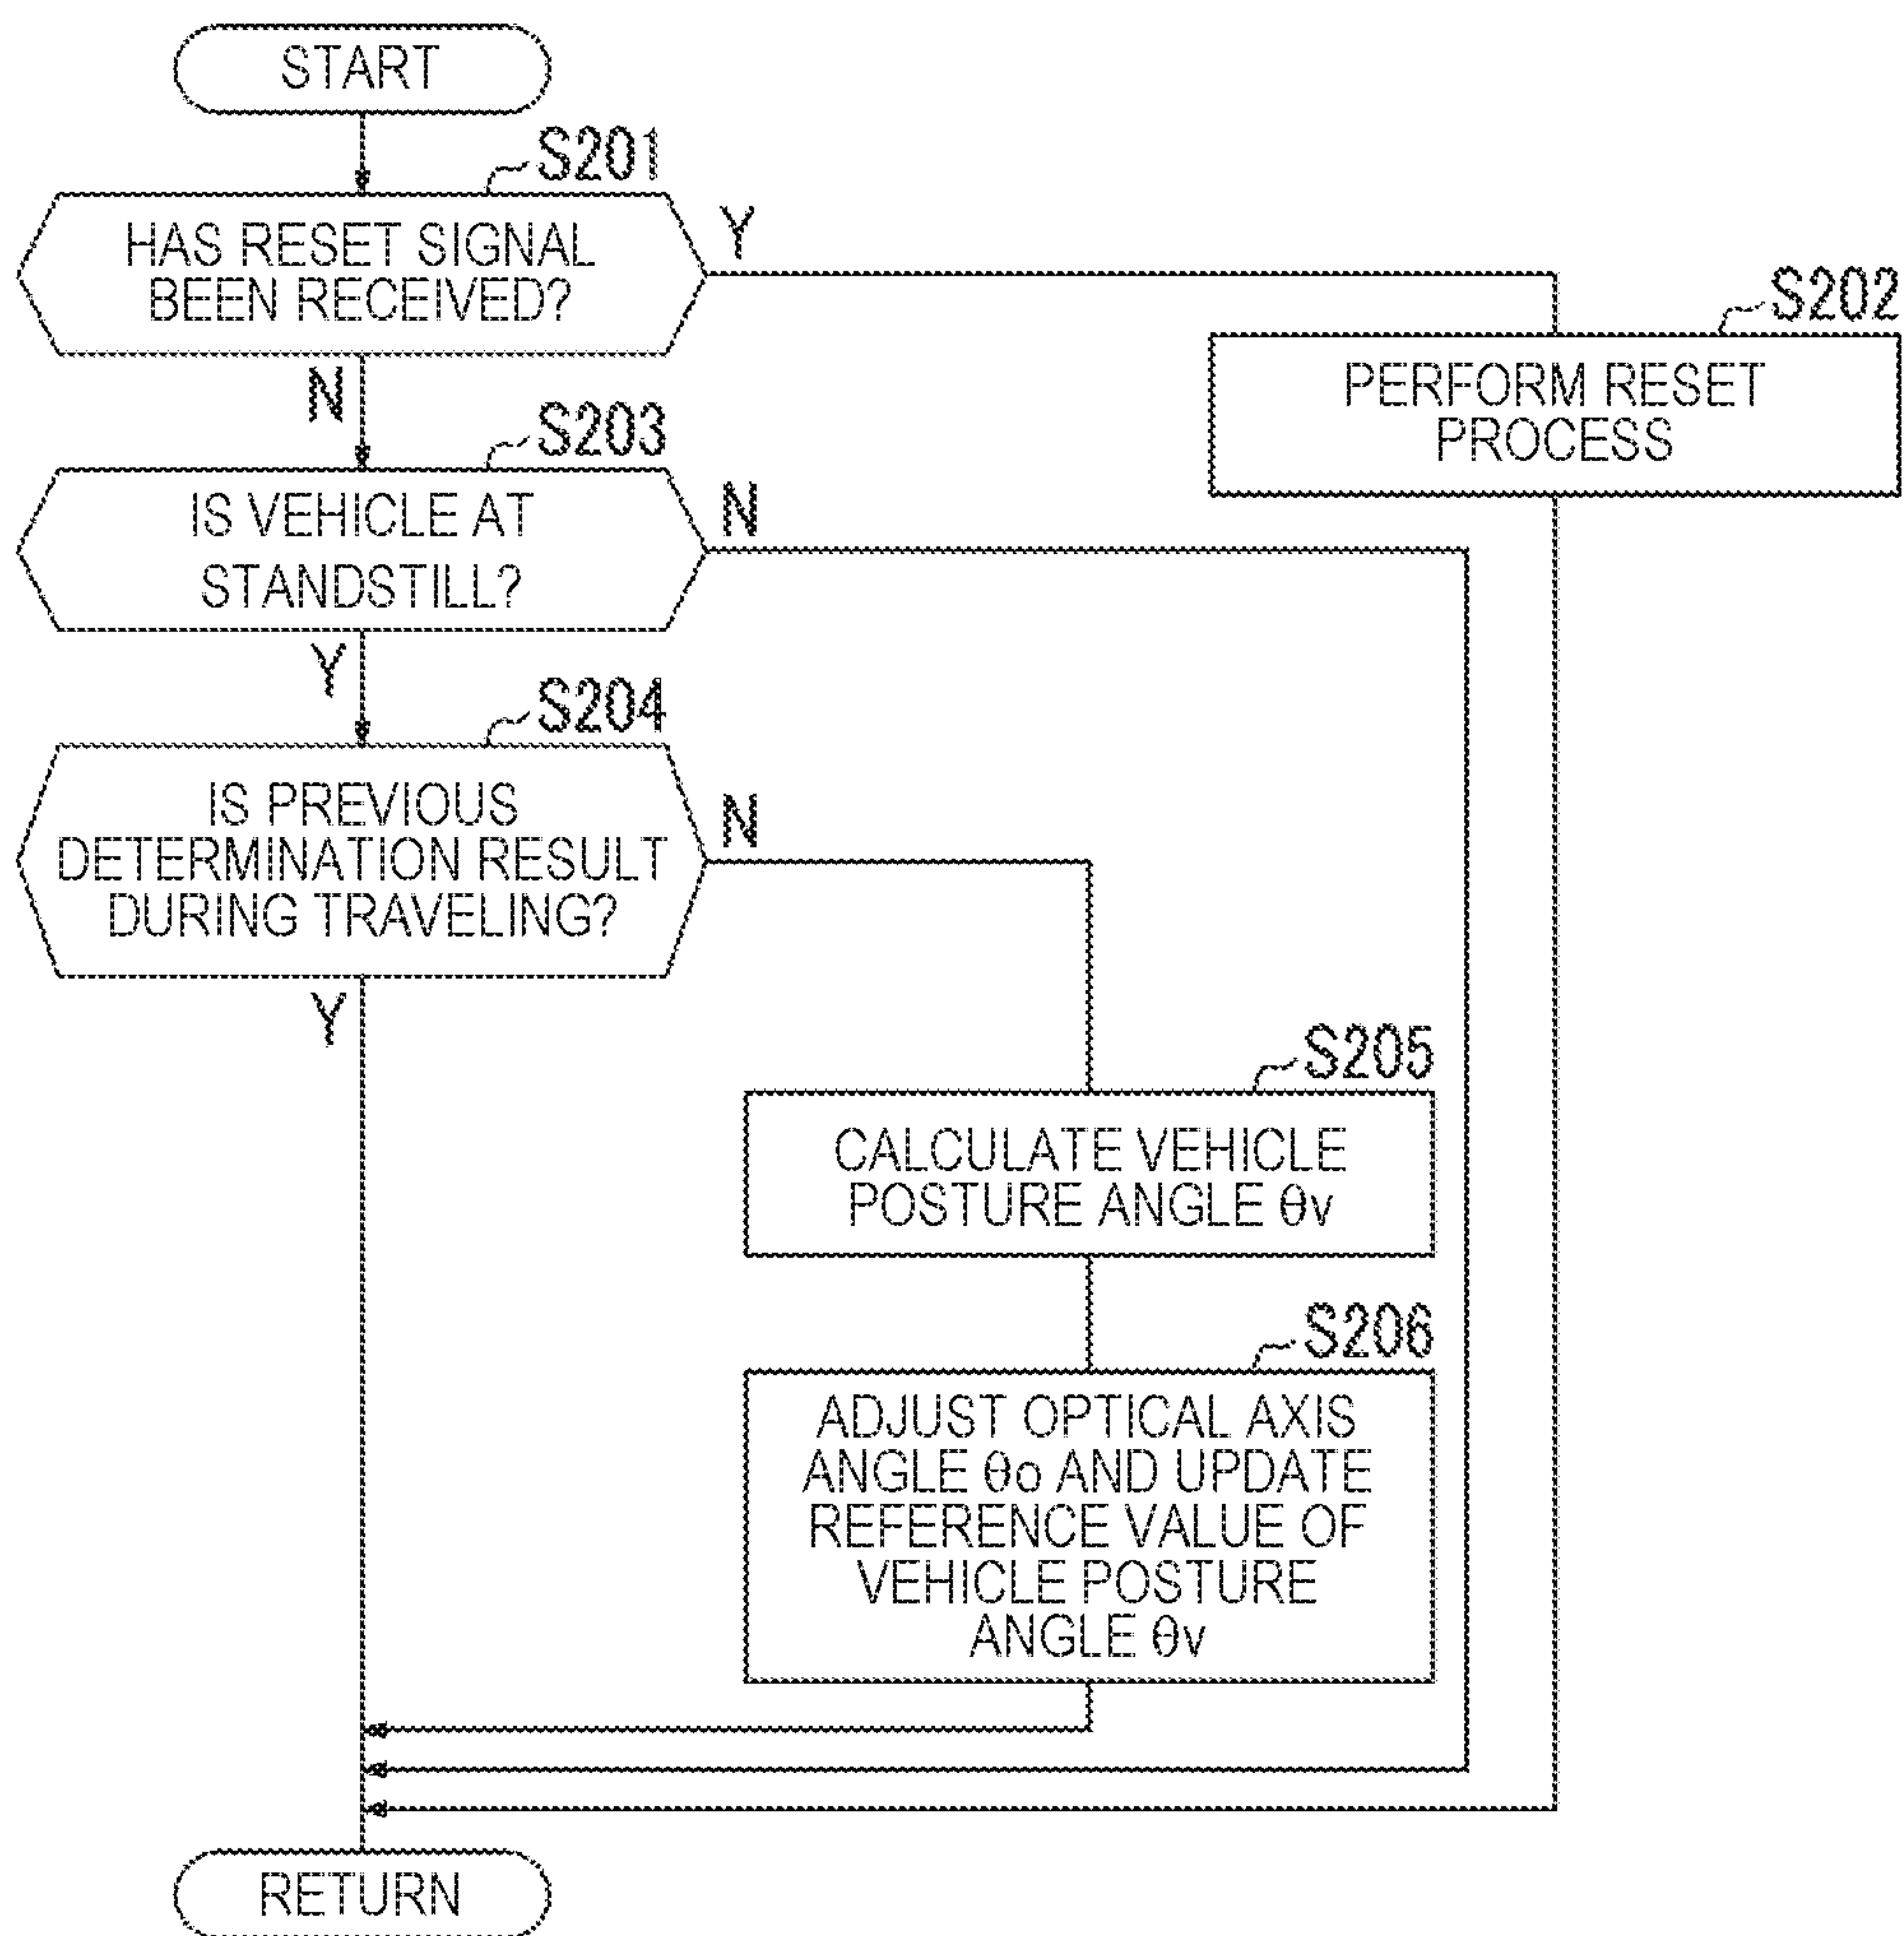 START
S201
HAS RESET SIGNAL
BEEN RECEIVED?
Y
S202
PERFORM RESET
PROCESS
N
S203
IS VEHICLE AT
STANDSTILL?
N
Y
S204
IS PREVIOUS
DETERMINATION RESULT
DURING TRAVELING?
N
Y
S205
CALCULATE VEHICLE
POSTURE ANGLE θv
S206
ADJUST OPTICAL AXIS
ANGLE θo AND UPDATE
REFERENCE VALUE OF
VEHICLE POSTURE
ANGLE θv
RETURN